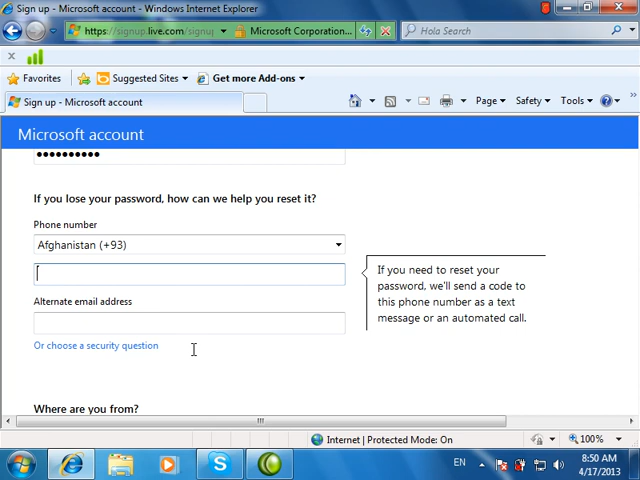 Sign up - Microsoft account - Windows Internet Explorer
https://signup.live.com/signup
Microsoft Corporation...
Hola Search
x
Favorites
Suggested Sites
Get more Add-ons
Sign up - Microsoft account
Page
Safety
Tools
Microsoft account
If you lose your password, how can we help you reset it?
Phone number
Afghanistan (+93)
If you need to reset your
password, we'll send a code to
this phone number as a text
message or an automated call.
Alternate email address
Or choose a security question
Where are you from?
Internet | Protected Mode: On
100%
EN
8:50 AM
4/17/2013